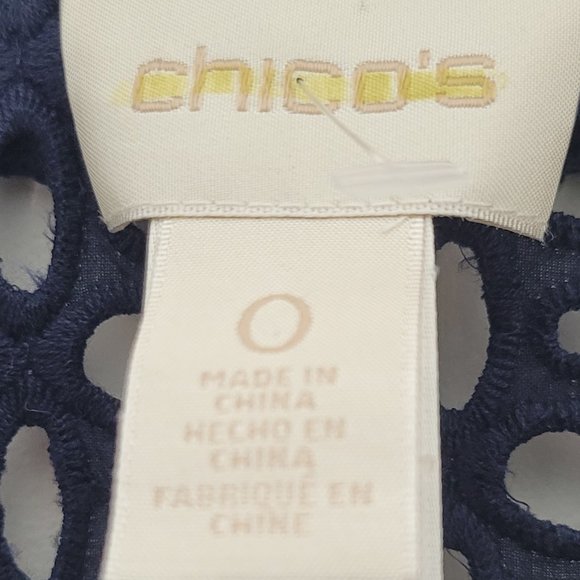 chico's
0
MADE IN
CHINA
HECHO EN
CHINA
FABRIQUÉ EN
CHINE